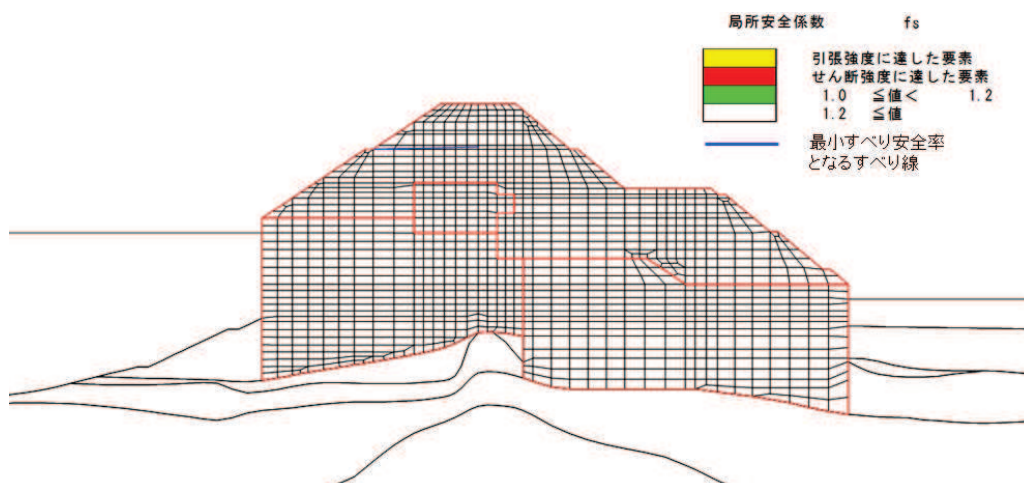 局所安全係数 fs
引張強度に達した要素
せん断強度に達した要素
1.0 ≦値< 1.2
1.2 ≦値
最小すべり安全率
となるすべり線